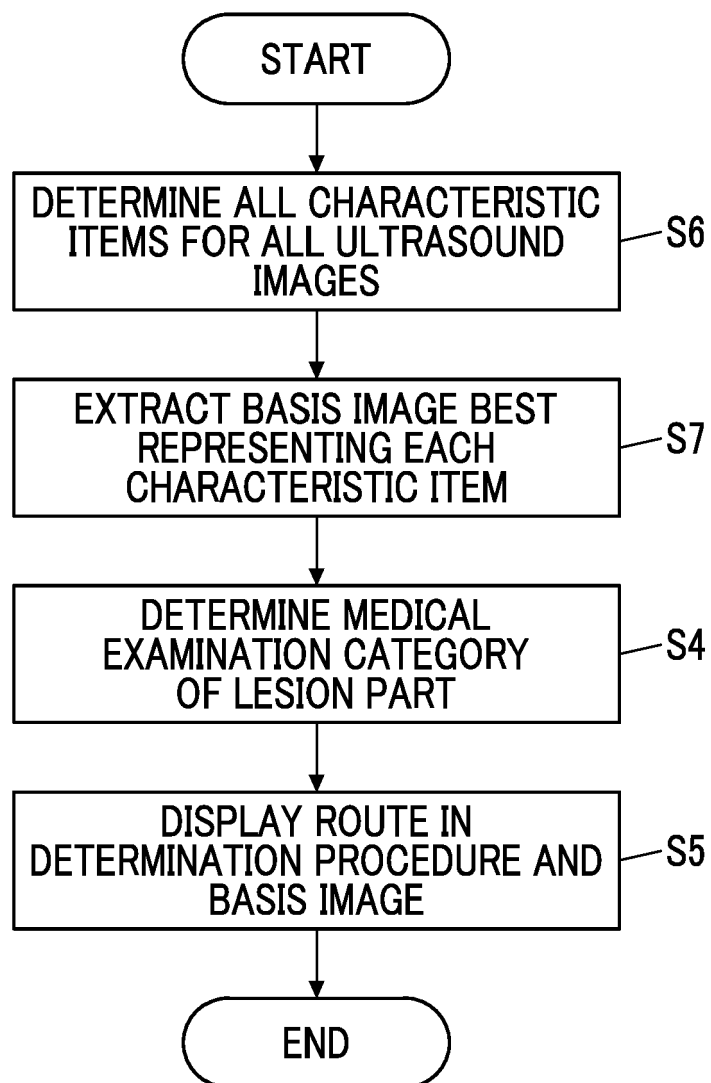 START
DETERMINE ALL CHARACTERISTIC
ITEMS FOR ALL ULTRASOUND
IMAGES
S6
EXTRACT BASIS IMAGE BEST
REPRESENTING EACH
CHARACTERISTIC ITEM
S7
DETERMINE MEDICAL
EXAMINATION CATEGORY
OF LESION PART
S4
DISPLAY ROUTE IN
DETERMINATION PROCEDURE AND
BASIS IMAGE
S5
END